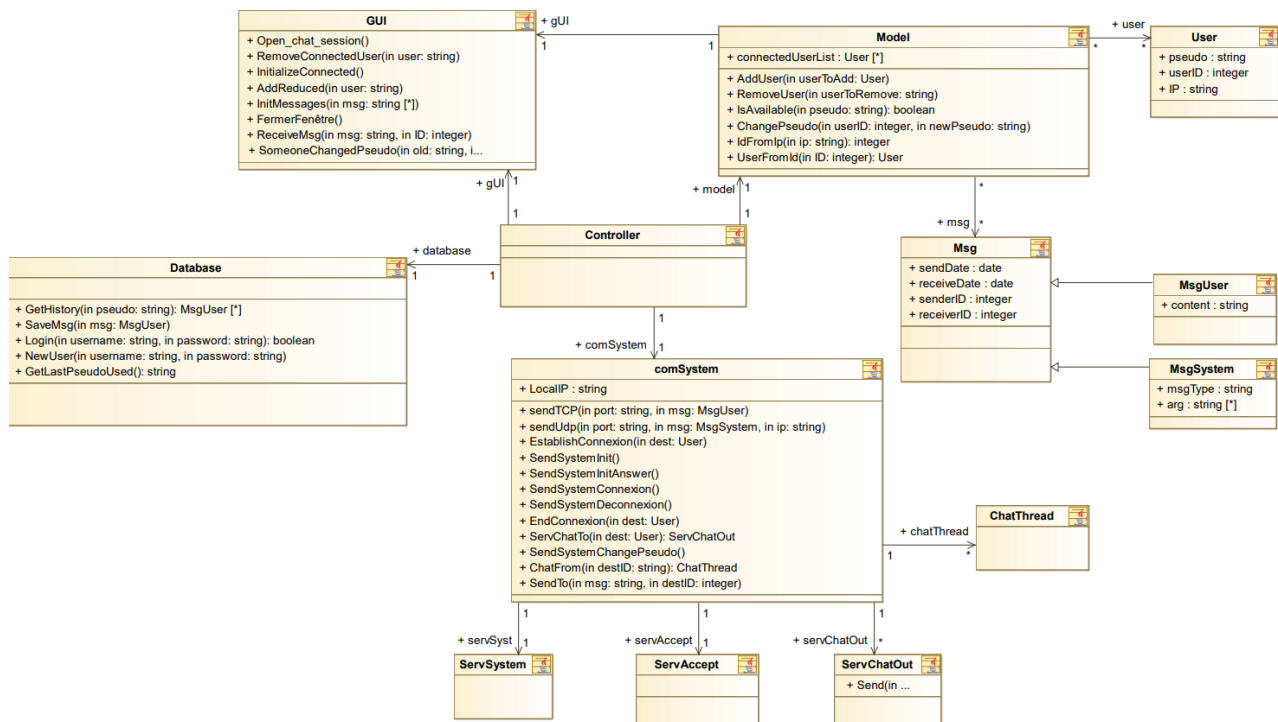 GUI
+ Open_chat_session()
+ RemoveConnectedUser(in user: string)
+ InitializeConnected()
+ AddReduced(in user: string)
+ InitMessages(in msg: string [*])
+ FermerFenêtre()
+ ReceiveMsg(in msg: string, in ID: integer)
+ SomeoneChangedPseudo(in old: string, i...
+ gUI
1
1
Model
+ connectedUserList : User [*]
+ AddUser(in userToAdd: User)
+ RemoveUser(in userToRemove: string)
+ IsAvailable(in pseudo: string): boolean
+ ChangePseudo(in userID: integer, in newPseudo: string)
+ IdFromIp(in ip: string): integer
+ UserFromId(in ID: integer): User
+ user
*
*
User
+ pseudo : string
+ userID : integer
+ IP : string
+ gUI
1
1
+ model
1
1
*
+ msg
*
Controller
+ database
1
1
Database
+ GetHistory(in pseudo: string): MsgUser [*]
+ SaveMsg(in msg: MsgUser)
+ Login(in username: string, in password: string): boolean
+ NewUser(in username: string, in password: string)
+ GetLastPseudoUsed(): string
Msg
+ sendDate : date
+ receiveDate : date
+ senderID : integer
+ receiverID : integer
MsgUser
+ content : string
MsgSystem
+ msgType : string
+ arg : string [*]
1
+ comSystem
1
comSystem
+ LocalIP : string
+ sendTCP(in port: string, in msg: MsgUser)
+ sendUdp(in port: string, in msg: MsgSystem, in ip: string)
+ EstablishConnexion(in dest: User)
+ SendSystemInit()
+ SendSystemInitAnswer()
+ SendSystemConnexion()
+ SendSystemDeconnexion()
+ EndConnexion(in dest: User)
+ ServChatTo(in dest: User): ServChatOut
+ SendSystemChangePseudo()
+ ChatFrom(in destID: string): ChatThread
+ SendTo(in msg: string, in destID: integer)
+ chatThread
1
*
ChatThread
1
+ servSyst
1
1
+ servAccept
1
1
+ servChatOut
*
ServSystem
ServAccept
ServChatOut
+ Send(in ...